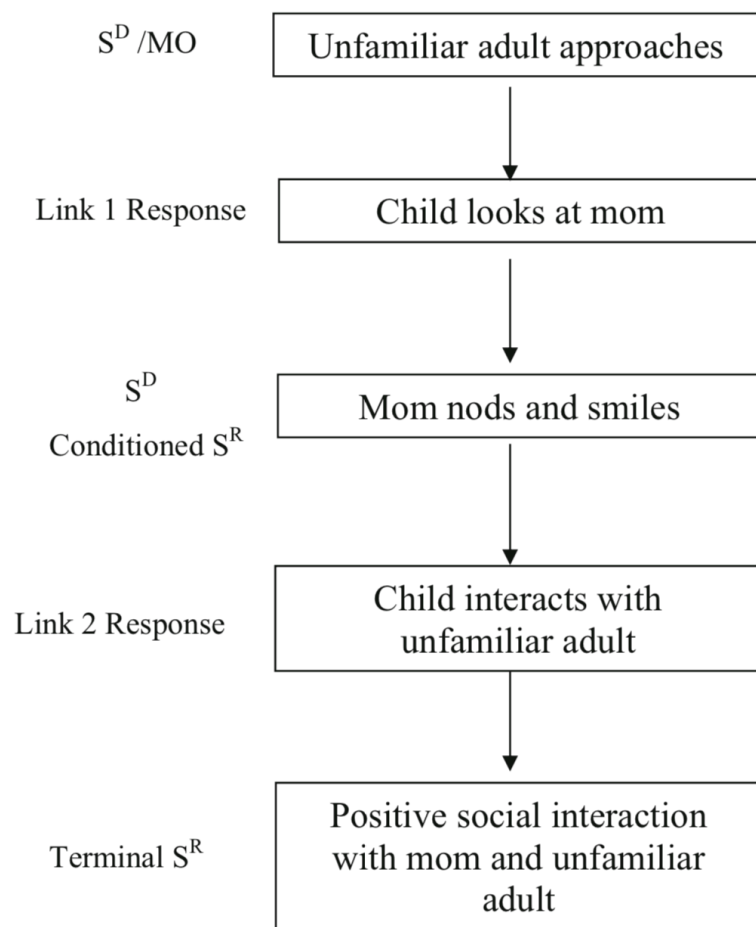 S^D /MO
Unfamiliar adult approaches
Link 1 Response
Child looks at mom
S^D
Conditioned S^R
Mom nods and smiles
Link 2 Response
Child interacts with
unfamiliar adult
Terminal S^R
Positive social interaction
with mom and unfamiliar
adult